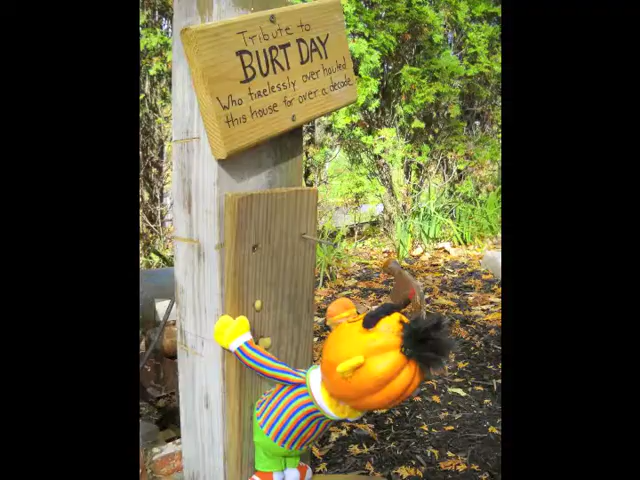 Tribute to
BURT DAY
Who tirelessly over hauled
this house for over a decade